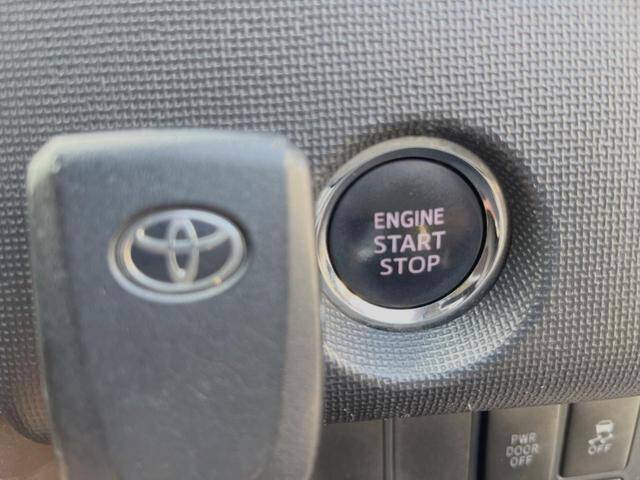 ENGINE
START
STOP
PWR
DOOR
OFF
OFF